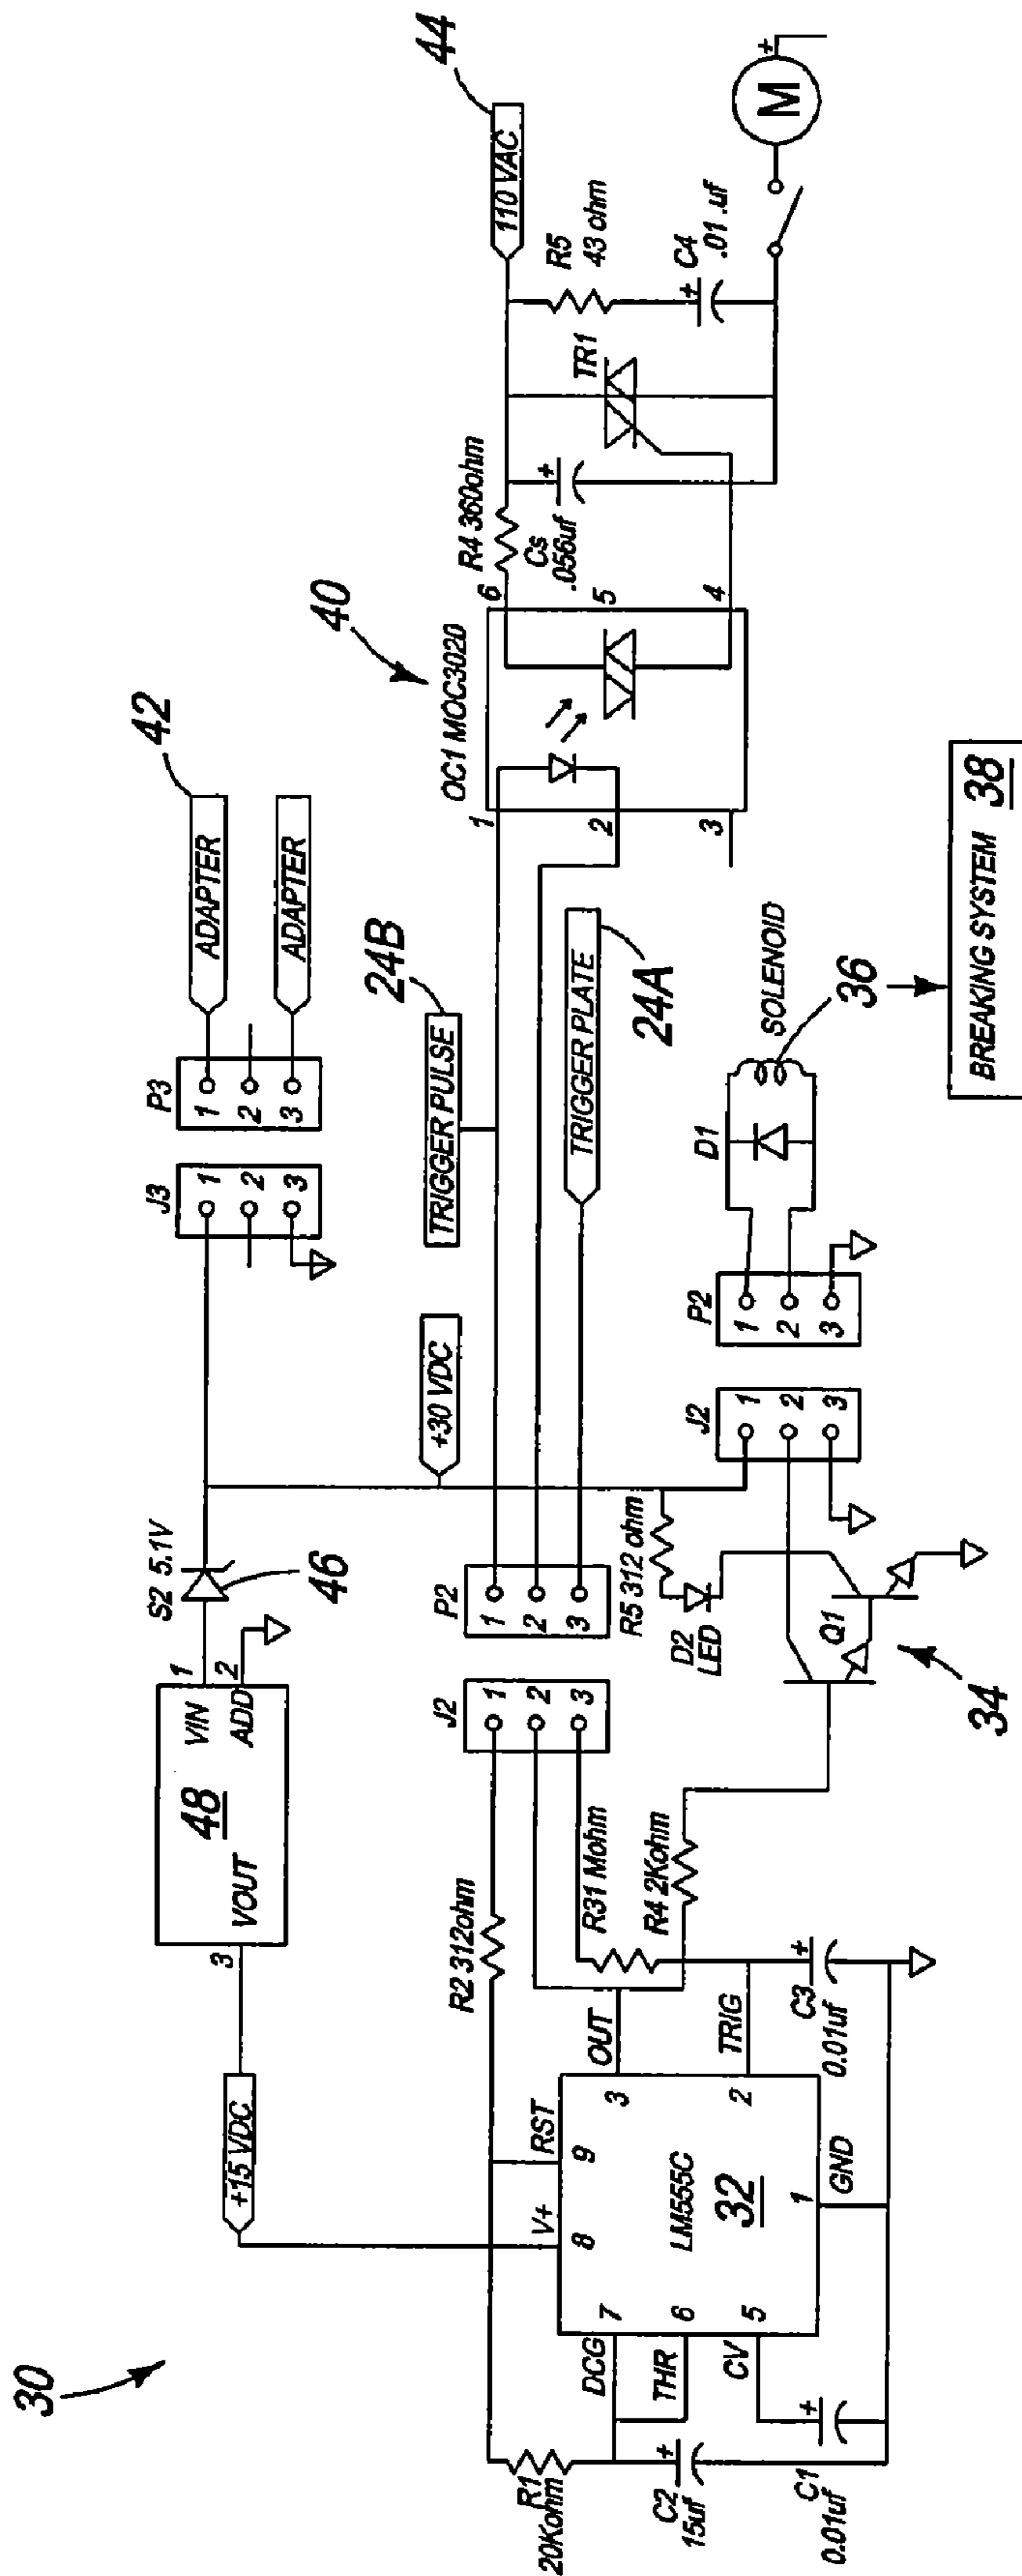 30
+15 VDC
3
VOUT
48
VIN
ADD
1
2
S2 5.1V
46
J3
1
2
3
P3
1
2
3
ADAPTER
ADAPTER
42
+30 VDC
TRIGGER PULSE
24B
TRIGGER PLATE
24A
R1
20Kohm
C2
15uf
C1
0.01uf
DCG
THR
CV
7
6
5
V+
8
RST
9
LM555C
32
1
GND
3
OUT
2
TRIG
C3
0.01uf
R2 312ohm
R31 Mohm
R4 2Kohm
J2
1
2
3
P2
1
2
3
R5 312 ohm
D2
LED
Q1
34
J2
1
2
3
P2
1
2
3
D1
SOLENOID
36
BREAKING SYSTEM 38
40
OC1 MOC3020
1
2
3
6
5
4
R4 360ohm
Cs
.056uf
TR1
R5
43 ohm
C4
.01 .uf
110 VAC
44
M
+